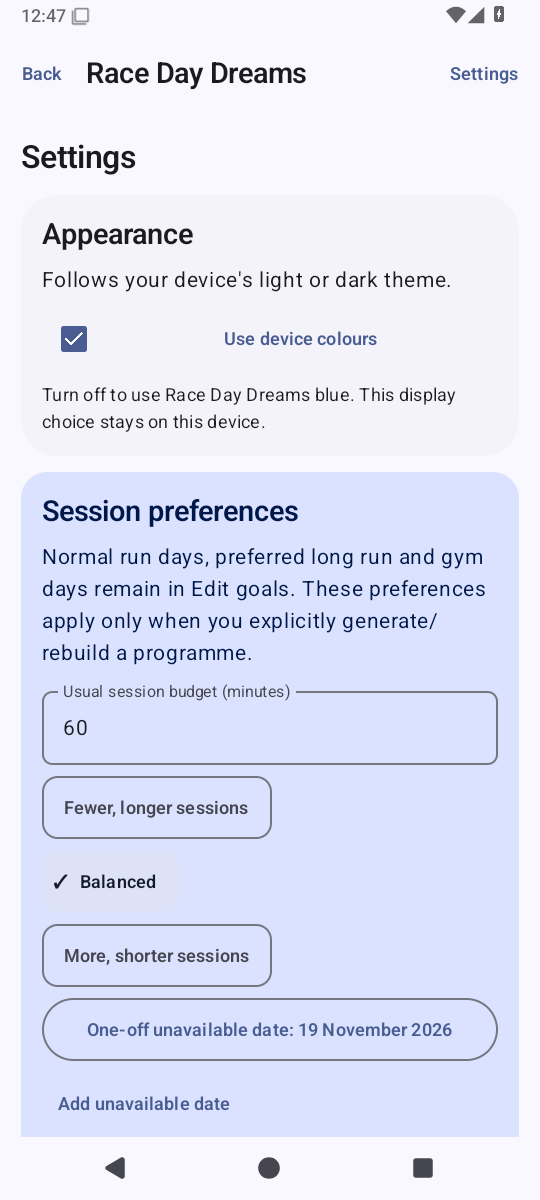 12:47
Back Race Day Dreams Settings
Settings
Appearance
Follows your device's light or dark theme.
Use device colours
Turn off to use Race Day Dreams blue. This display
choice stays on this device.
Session preferences
Normal run days, preferred long run and gym
days remain in Edit goals. These preferences
apply only when you explicitly generate/
rebuild a programme.
Usual session budget (minutes)
60
Fewer, longer sessions
✓ Balanced
More, shorter sessions
One-off unavailable date: 19 November 2026
Add unavailable date